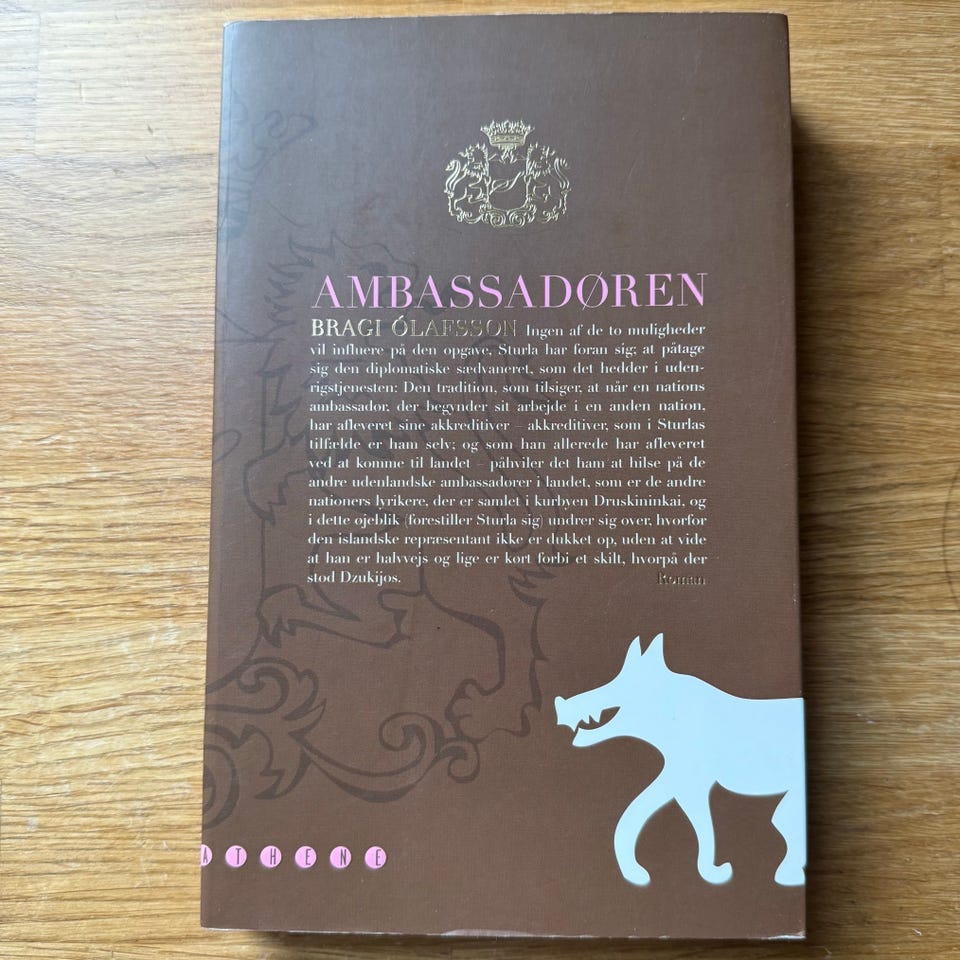 AMBASSADØREN
BRAGI ÓLAFSSON Ingen af de to muligheder
vil influere på den opgave, Sturla har foran sig; at påtage
sig den diplomatiske sædvaneret, som det hedder i uden-
rigstjenesten: Den tradition, som tilsiger, at når en nations
ambassadør, der begynder sit arbejde i en anden nation,
har afleveret sine akkreditiver – akkreditiver, som i Sturlas
tilfælde er ham selv; og som han allerede har afleveret
ved at komme til landet – påhviler det ham at hilse på de
andre udenlandske ambassadører i landet, som er de andre
nationers lyrikere, der er samlet i kurbyen Druskininkai, og
i dette øjeblik (forestiller Sturla sig) undrer sig over, hvorfor
den islandske repræsentant ikke er dukket op, uden at vide
at han er halvvejs og lige er kørt forbi et skilt, hvorpå der
stod Dzukijos.
Roman
ATHENE